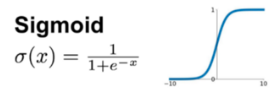 Sigmoid
σ(x) = 1/(1+e^{-x})
1
0
-10 10